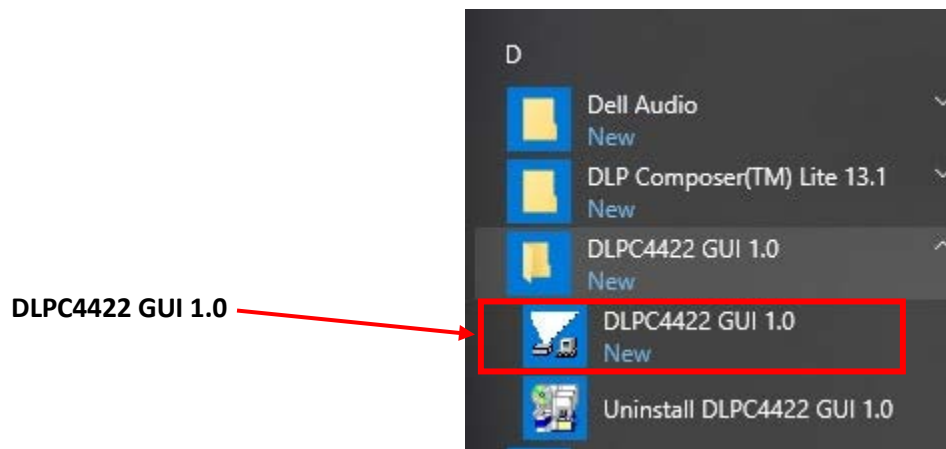 D
Dell Audio
New
DLP Composer(TM) Lite 13.1
New
DLPC4422 GUI 1.0
New
DLPC4422 GUI 1.0
DLPC4422 GUI 1.0
New
Uninstall DLPC4422 GUI 1.0